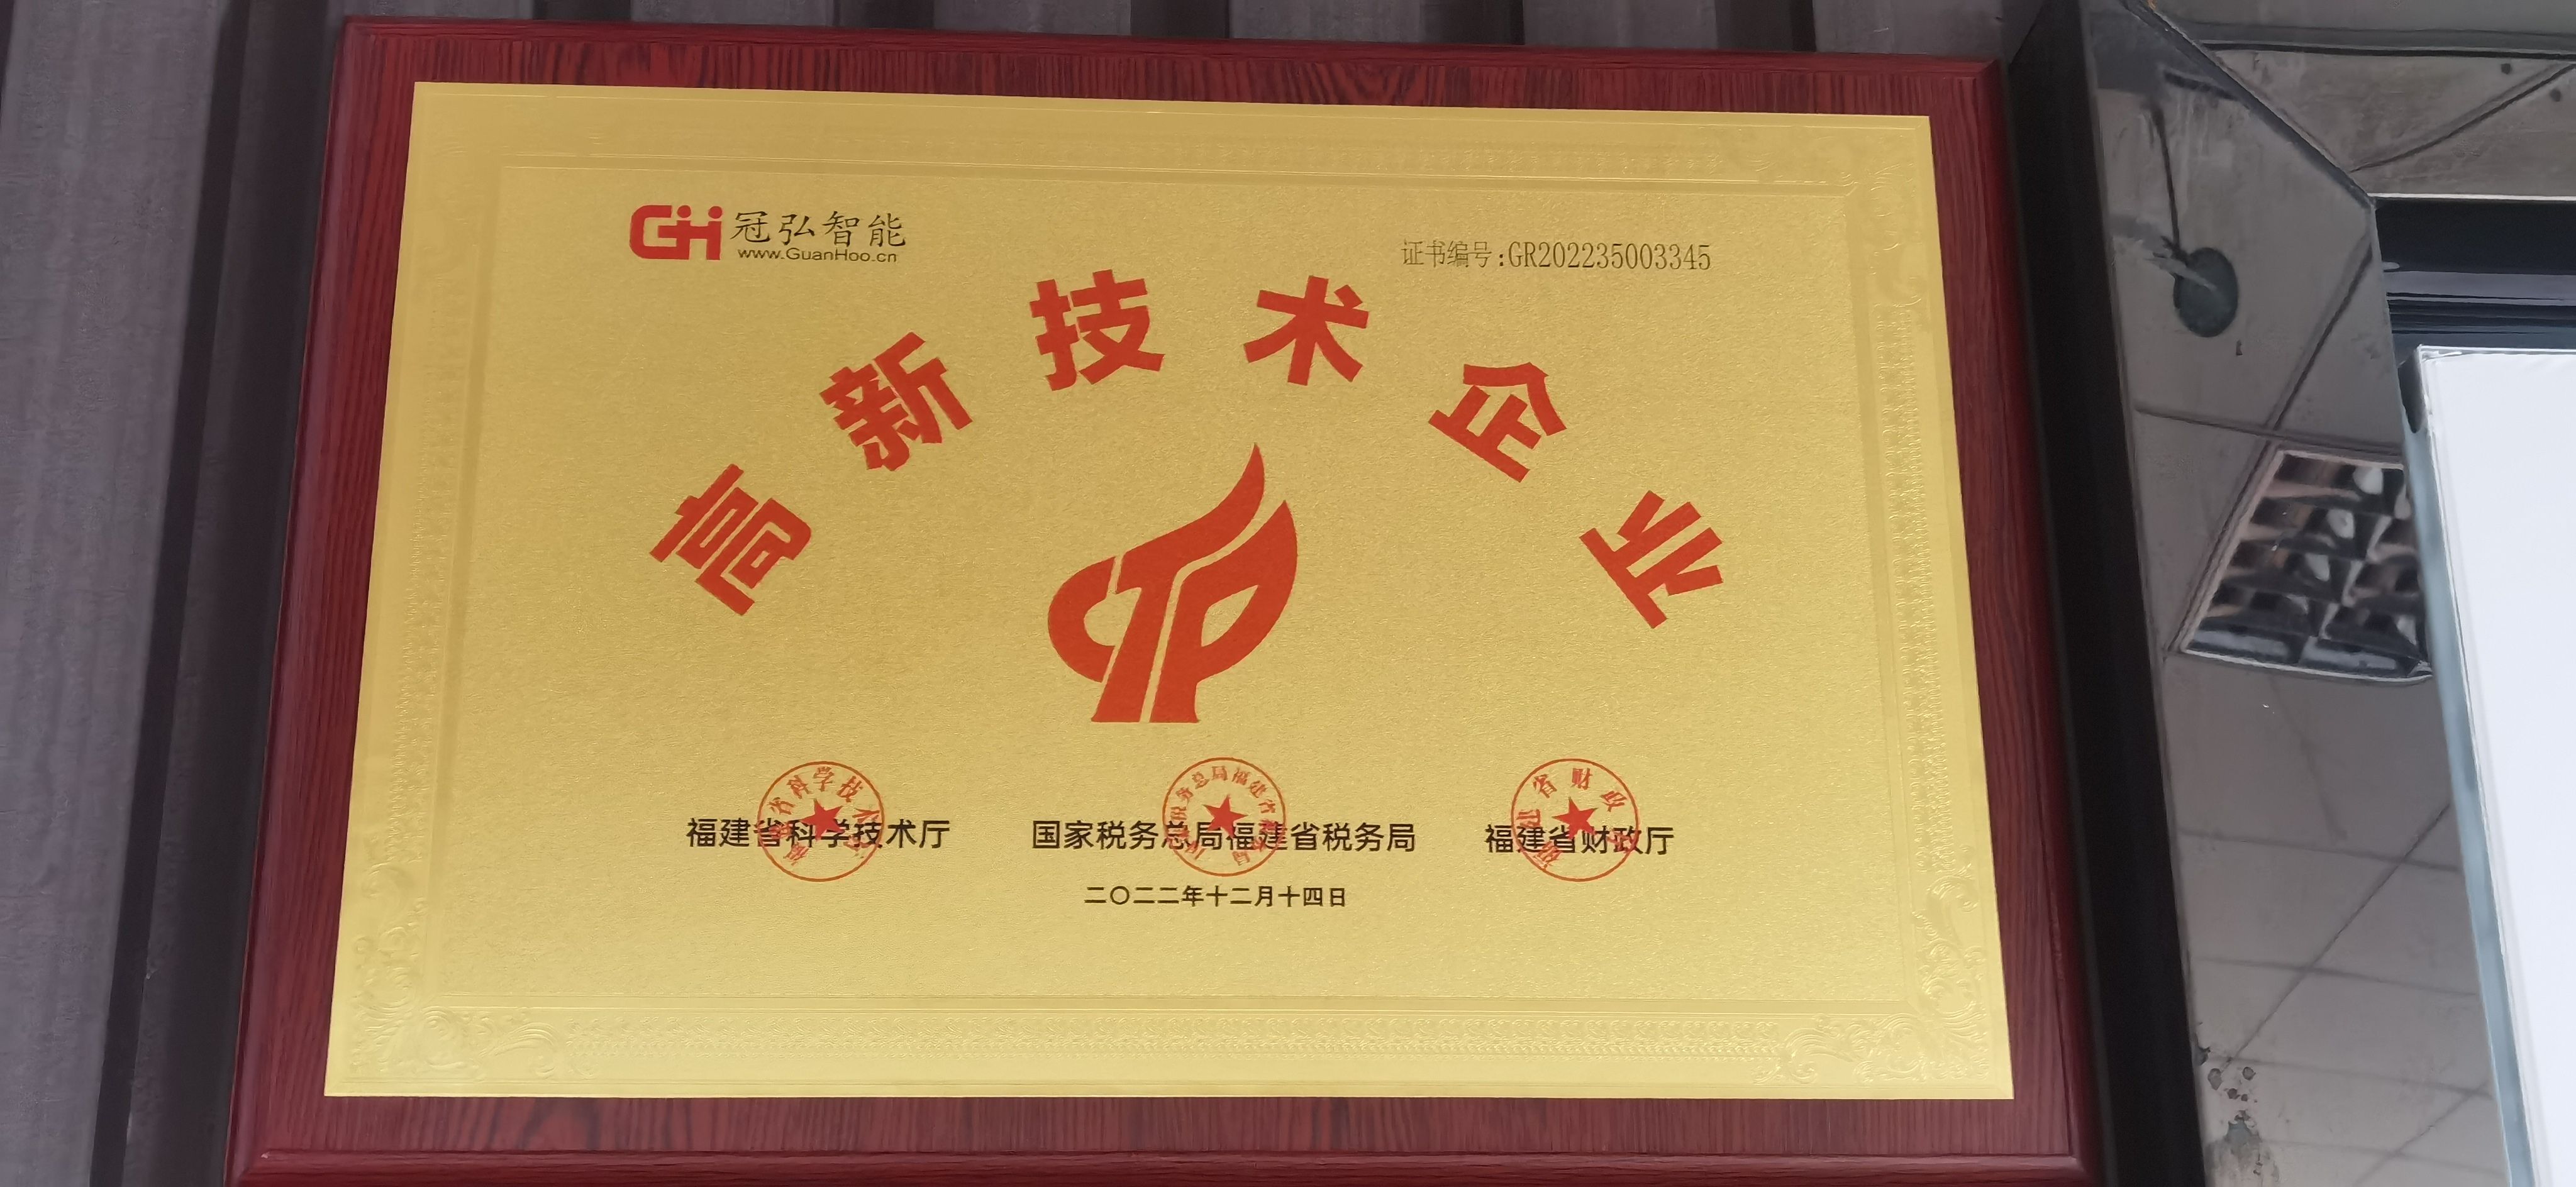 GH 冠弘智能
www.GuanHoo.cn
证书编号:GR202235003345
高新技术企业
福建省科学技术厅
国家税务总局福建省税务局
福建省财政厅
二〇二二年十二月十四日